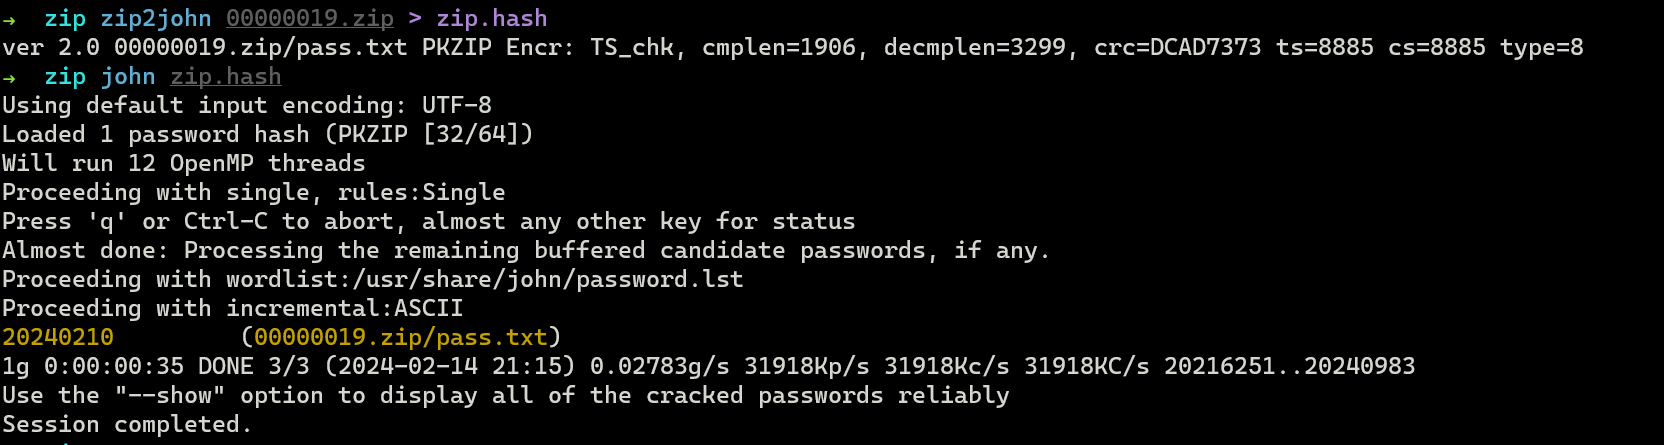 →  zip zip2john 00000019.zip > zip.hash
ver 2.0 00000019.zip/pass.txt PKZIP Encr: TS_chk, cmplen=1906, decmplen=3299, crc=DCAD7373 ts=8885 cs=8885 type=8
→  zip john zip.hash
Using default input encoding: UTF-8
Loaded 1 password hash (PKZIP [32/64])
Will run 12 OpenMP threads
Proceeding with single, rules:Single
Press 'q' or Ctrl-C to abort, almost any other key for status
Almost done: Processing the remaining buffered candidate passwords, if any.
Proceeding with wordlist:/usr/share/john/password.lst
Proceeding with incremental:ASCII
20240210         (00000019.zip/pass.txt)
1g 0:00:00:35 DONE 3/3 (2024-02-14 21:15) 0.02783g/s 31918Kp/s 31918Kc/s 31918KC/s 20216251..20240983
Use the "--show" option to display all of the cracked passwords reliably
Session completed.